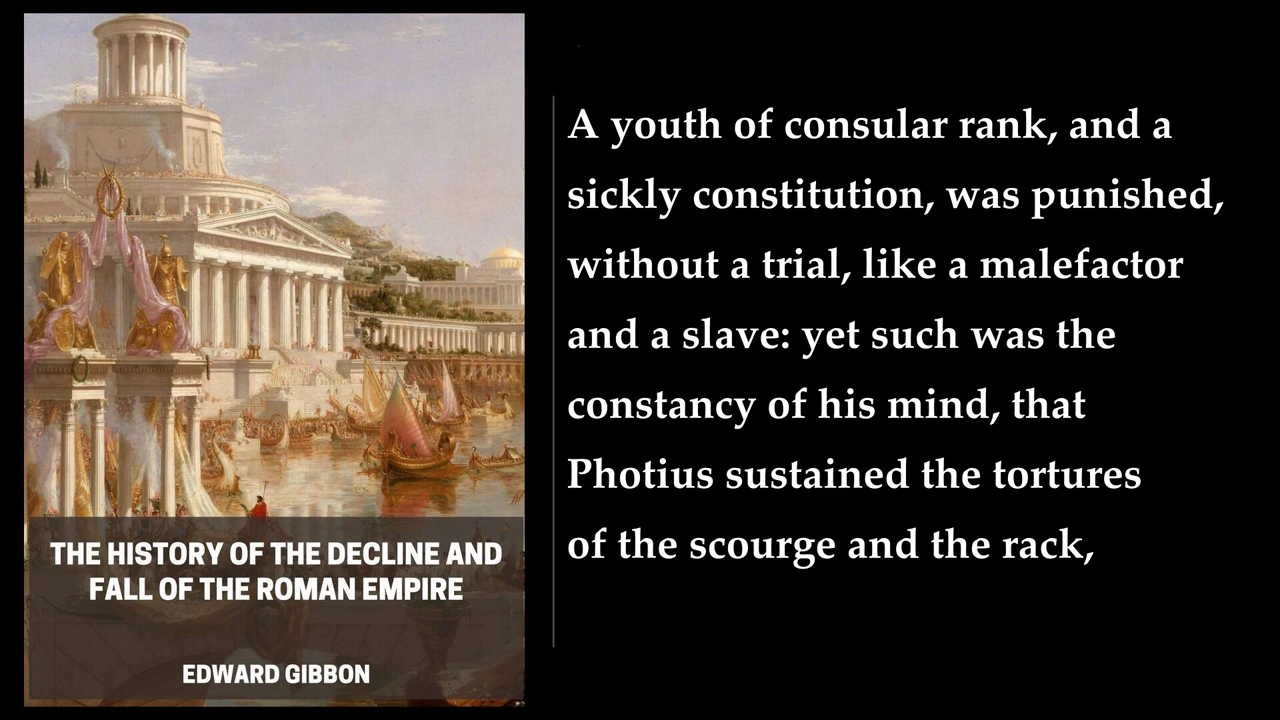 THE HISTORY OF THE DECLINE AND
FALL OF THE ROMAN EMPIRE
EDWARD GIBBON
A youth of consular rank, and a
sickly constitution, was punished,
without a trial, like a malefactor
and a slave: yet such was the
constancy of his mind, that
Photius sustained the tortures
of the scourge and the rack,